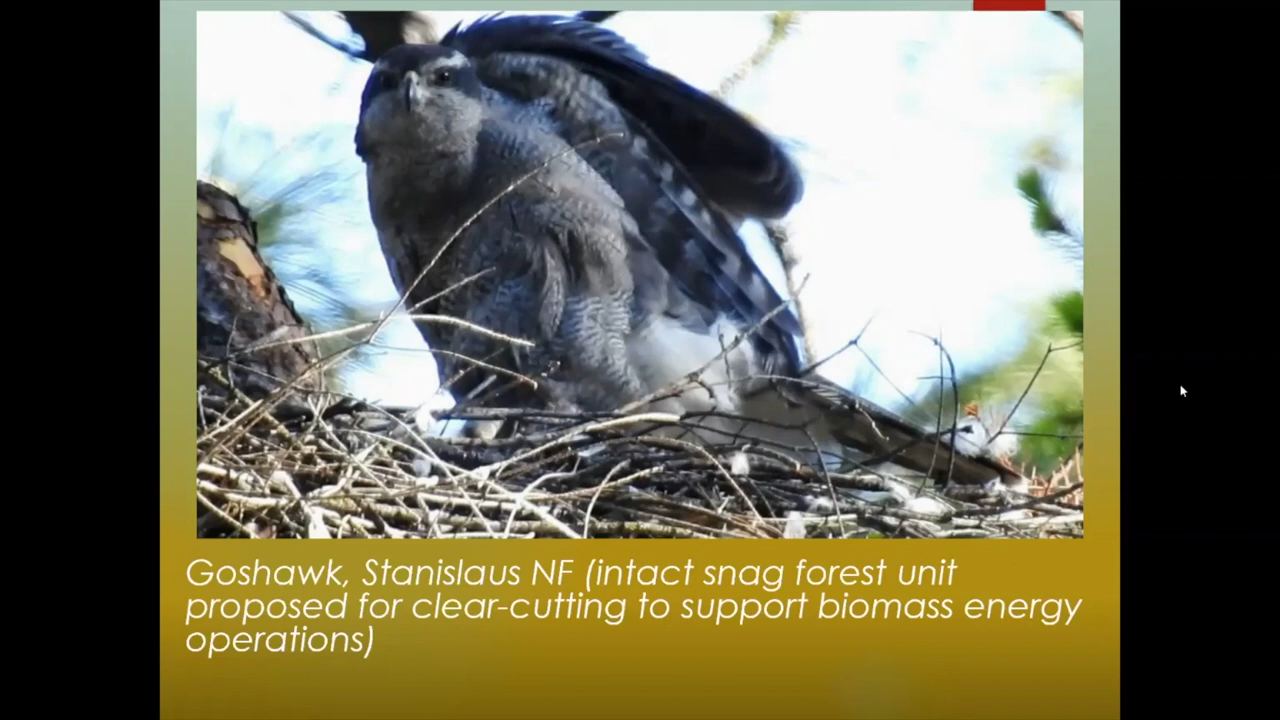 Goshawk, Stanislaus NF (intact snag forest unit
proposed for clear-cutting to support biomass energy
operations)